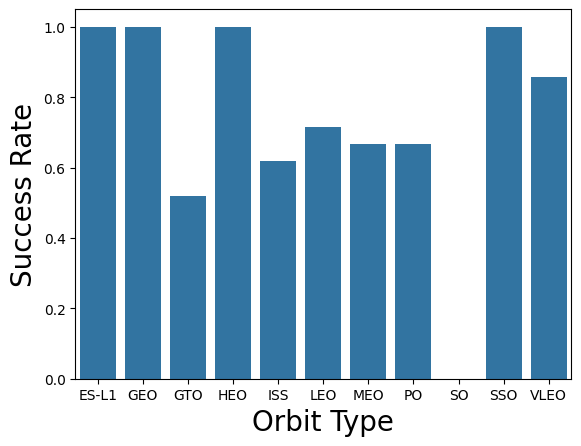 1.0
0.8
0.6
0.4
0.2
0.0
Success Rate
ES-L1 GEO GTO HEO ISS LEO MEO PO SO SSO VLEO
Orbit Type